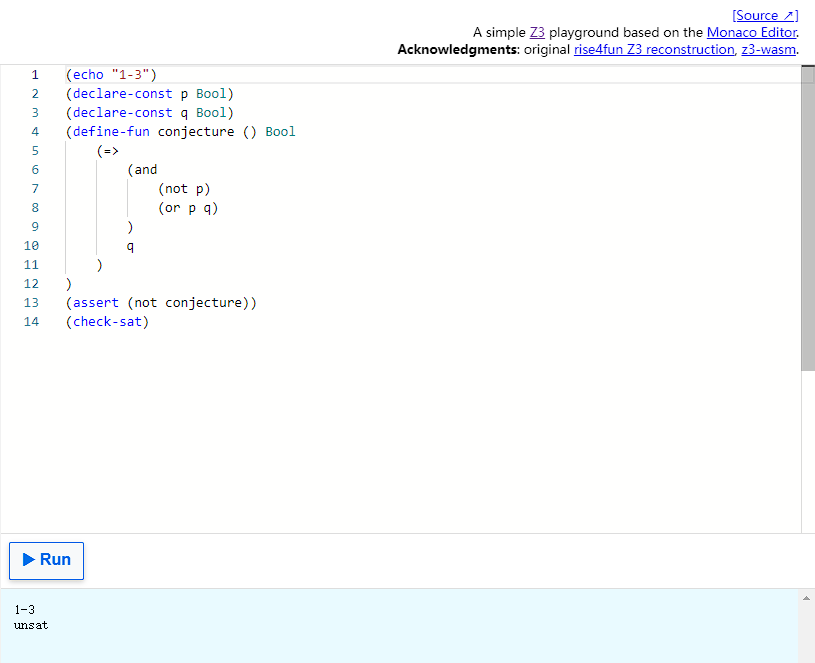 [Source ↗]
A simple Z3 playground based on the Monaco Editor.
Acknowledgments: original rise4fun Z3 reconstruction, z3-wasm.
1 (echo "1-3")
2 (declare-const p Bool)
3 (declare-const q Bool)
4 (define-fun conjecture () Bool
5     (=>
6         (and
7             (not p)
8             (or p q)
9         )
10         q
11     )
12 )
13 (assert (not conjecture))
14 (check-sat)
Run
1-3
unsat